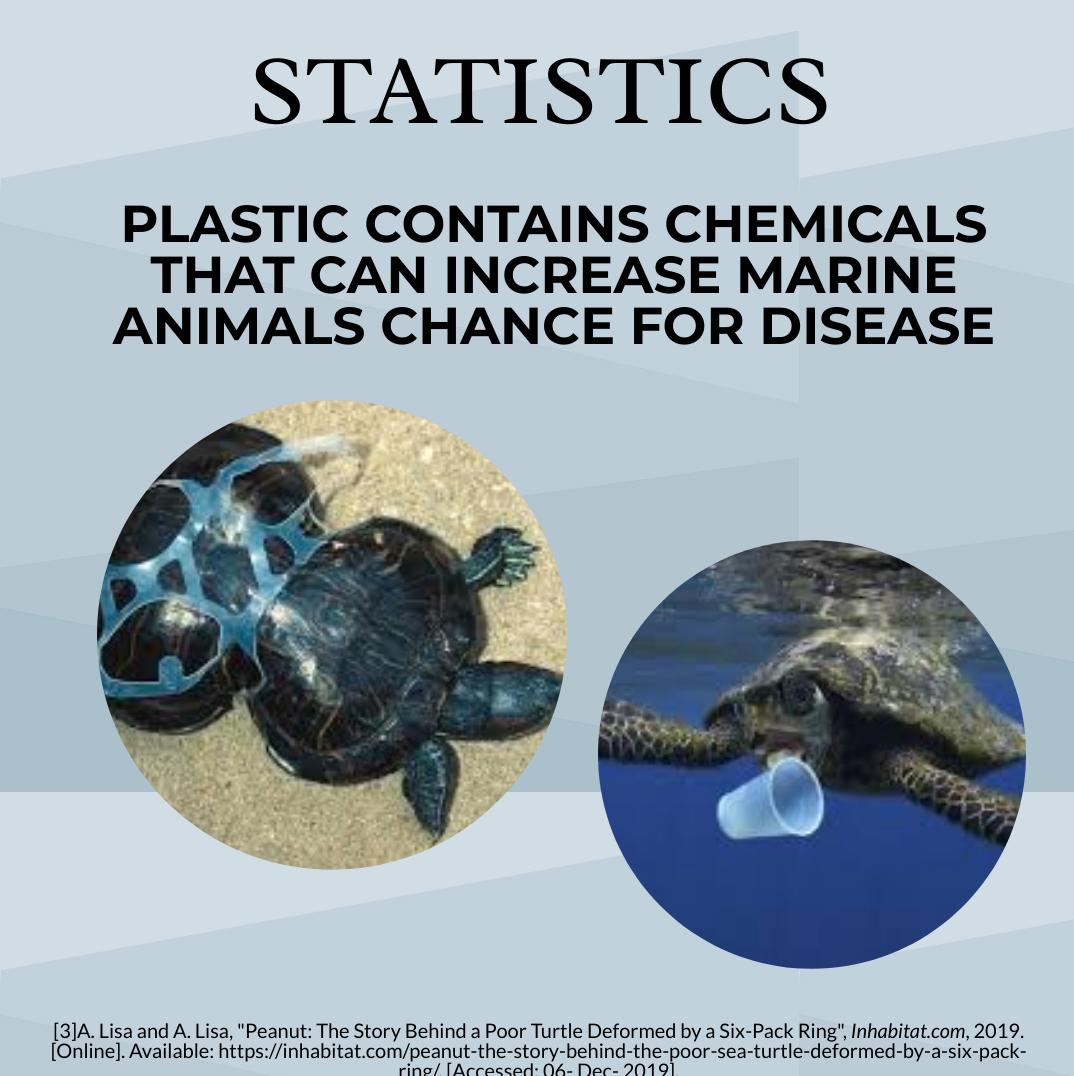 STATISTICS
PLASTIC CONTAINS CHEMICALS
THAT CAN INCREASE MARINE
ANIMALS CHANCE FOR DISEASE
[3]A. Lisa and A. Lisa, "Peanut: The Story Behind a Poor Turtle Deformed by a Six-Pack Ring", Inhabitat.com, 2019.
[Online]. Available: https://inhabitat.com/peanut-the-story-behind-the-poor-sea-turtle-deformed-by-a-six-pack-
ring/. [Accessed: 06- Dec- 2019].